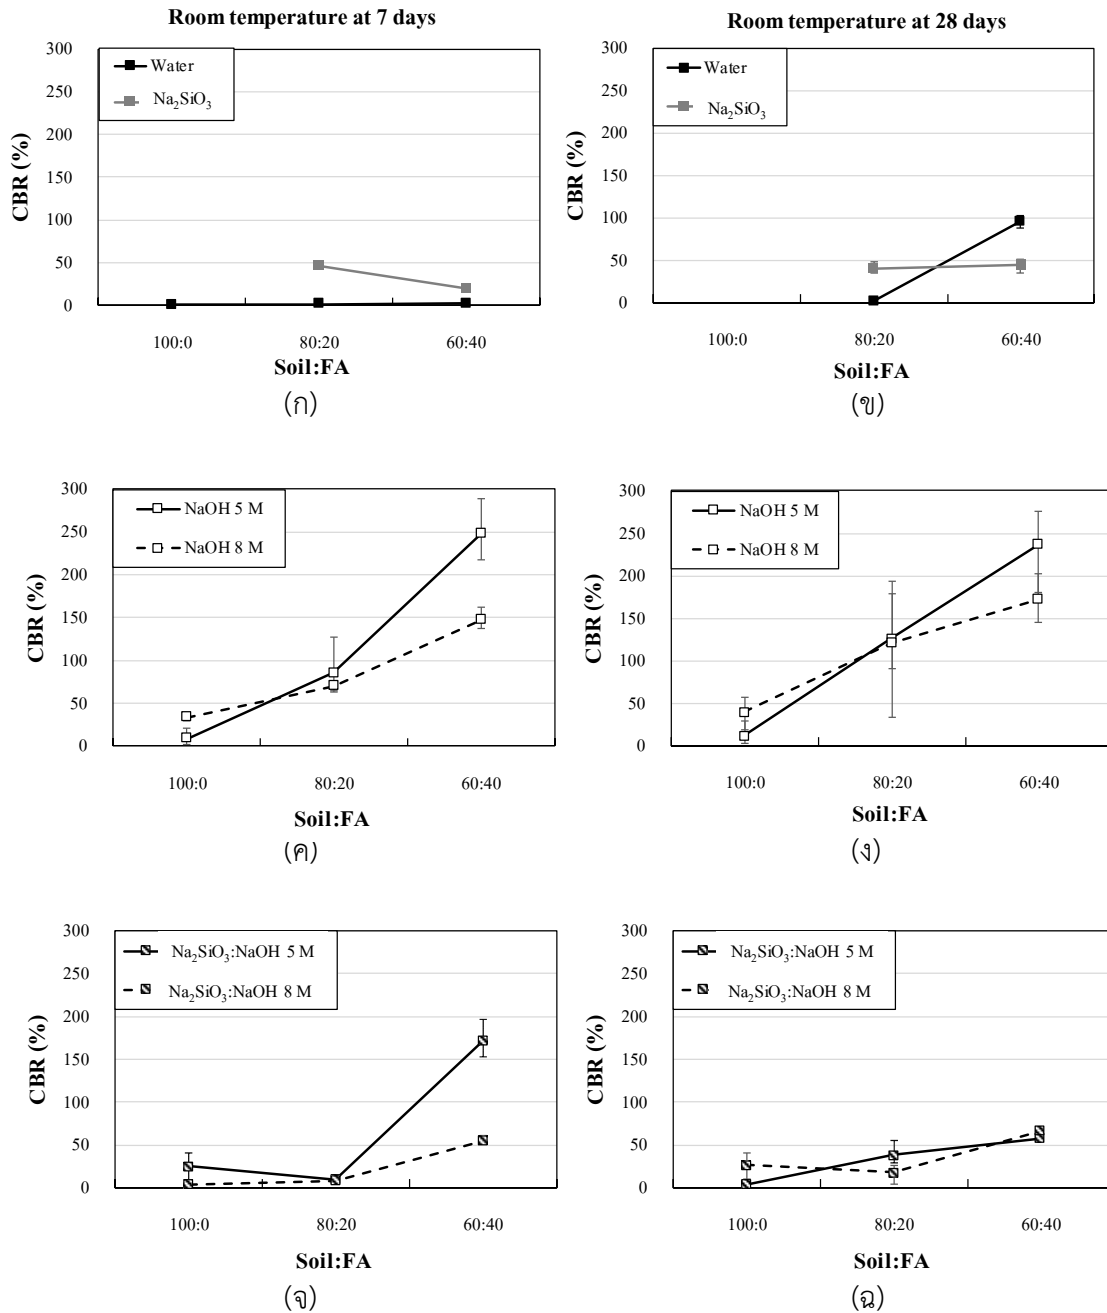 Room temperature at 7 days
300
250
200
150
100
50
0
CBR (%)
Water
Na₂SiO₃
100:0 80:20 60:40
Soil:FA
(ก)
Room temperature at 28 days
300
250
200
150
100
50
0
CBR (%)
Water
Na₂SiO₃
100:0 80:20 60:40
Soil:FA
(ข)
300
250
200
150
100
50
0
CBR (%)
NaOH 5 M
NaOH 8 M
100:0 80:20 60:40
Soil:FA
(ค)
300
250
200
150
100
50
0
CBR (%)
NaOH 5 M
NaOH 8 M
100:0 80:20 60:40
Soil:FA
(ง)
300
250
200
150
100
50
0
CBR (%)
Na₂SiO₃:NaOH 5 M
Na₂SiO₃:NaOH 8 M
100:0 80:20 60:40
Soil:FA
(จ)
300
250
200
150
100
50
0
CBR (%)
Na₂SiO₃:NaOH 5 M
Na₂SiO₃:NaOH 8 M
100:0 80:20 60:40
Soil:FA
(ฉ)